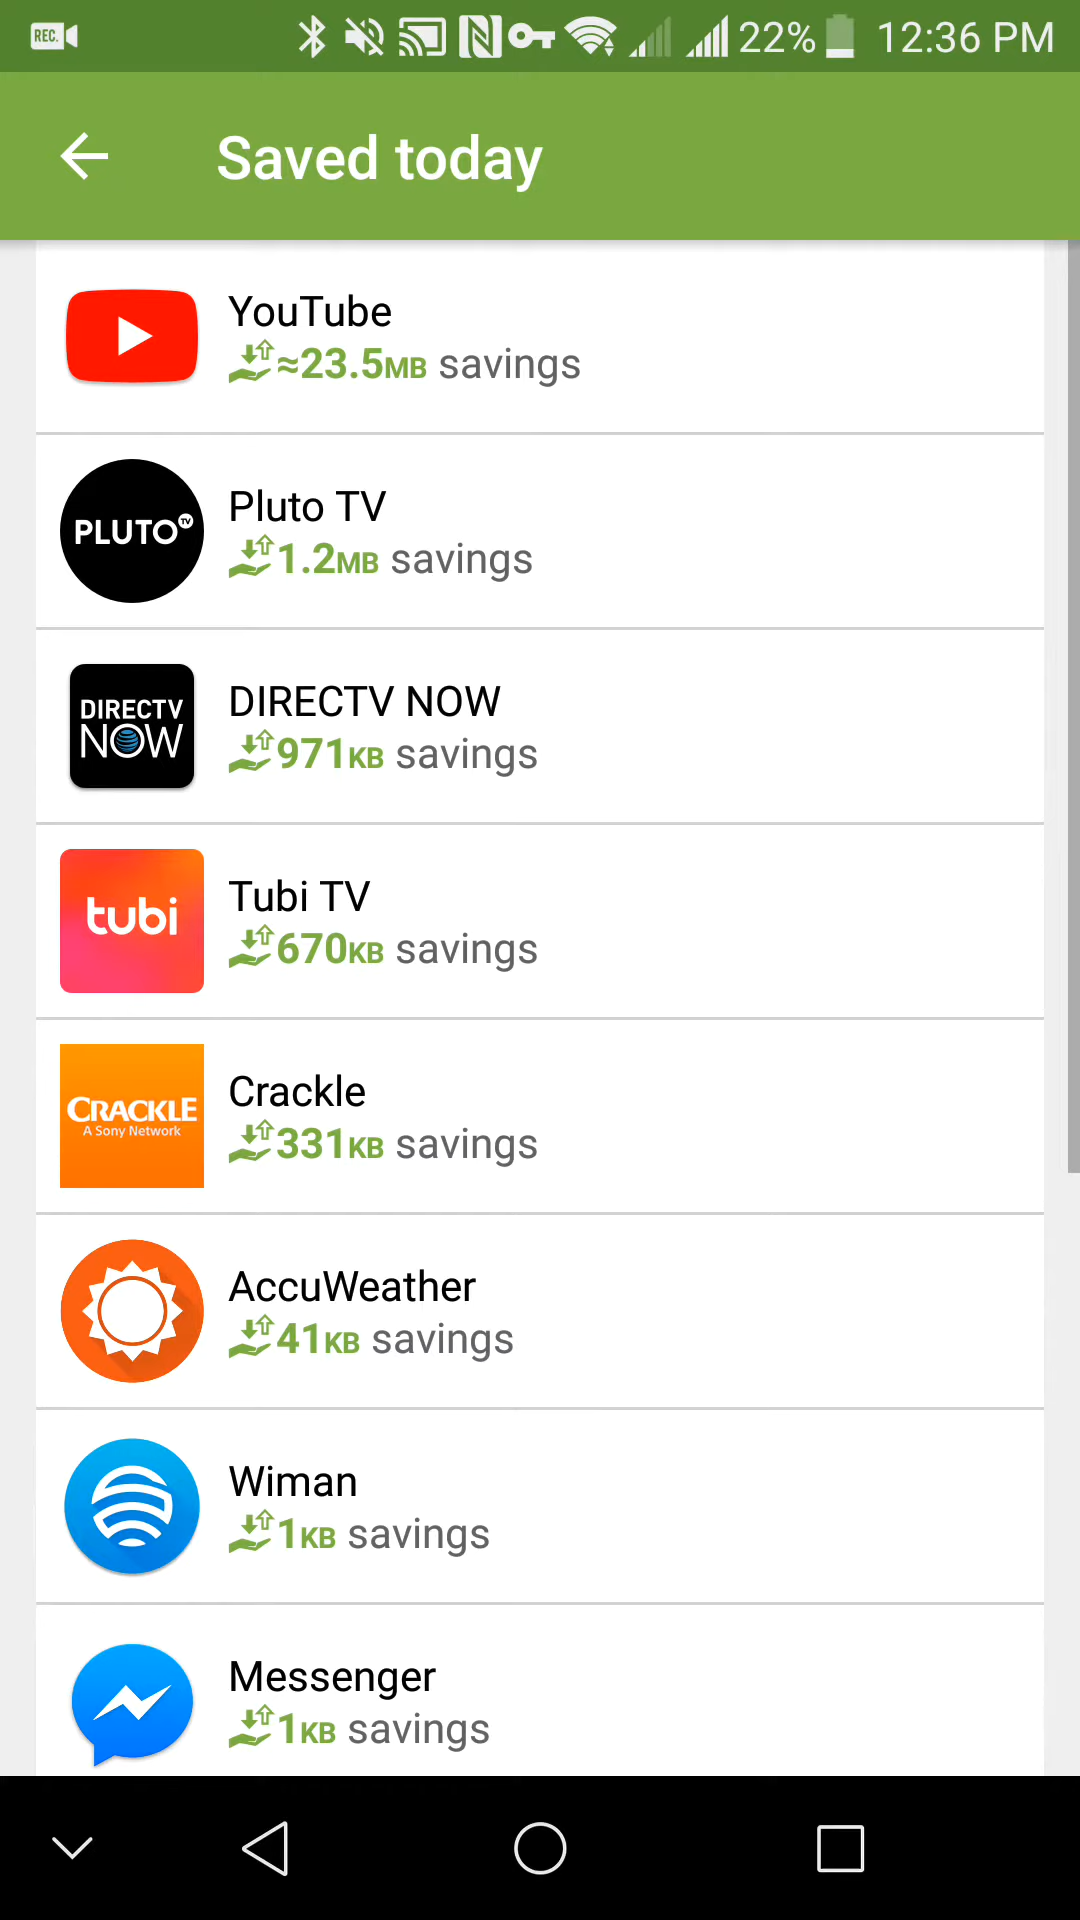 REC. 22% 12:36 PM
Saved today
YouTube
≈23.5MB savings
PLUTO TV
Pluto TV
1.2MB savings
DIRECTV
NOW
DIRECTV NOW
971KB savings
tubi
Tubi TV
670KB savings
CRACKLE
A Sony Network
Crackle
331KB savings
AccuWeather
41KB savings
Wiman
1KB savings
Messenger
1KB savings